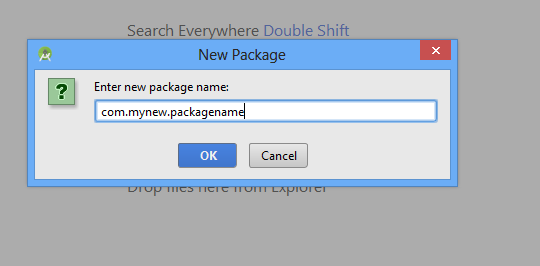 Search Everywhere Double Shift
New Package
Enter new package name:
com.mynew.packagename
OK
Cancel
Drop files here from Explorer